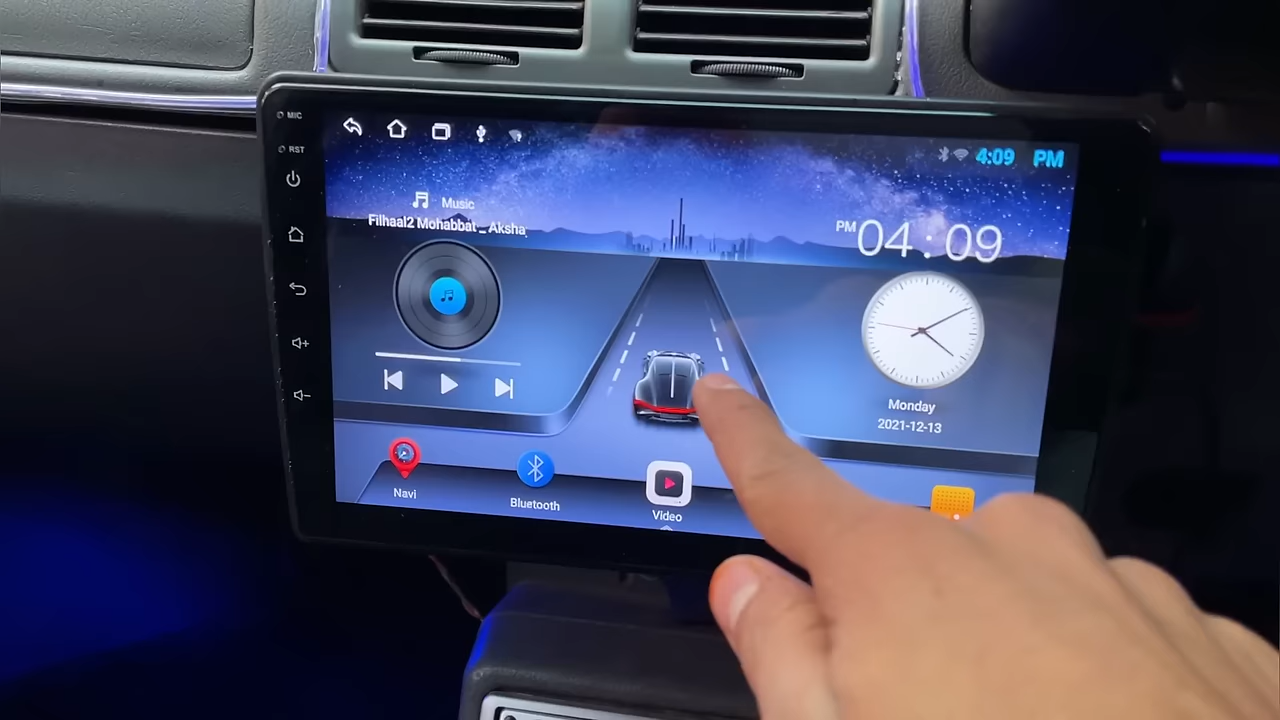 MIC
RST
4:09 PM
Music
Filhaal2 Mohabbat _ Aksha
PM 04:09
Monday
2021-12-13
Navi
Bluetooth
Video